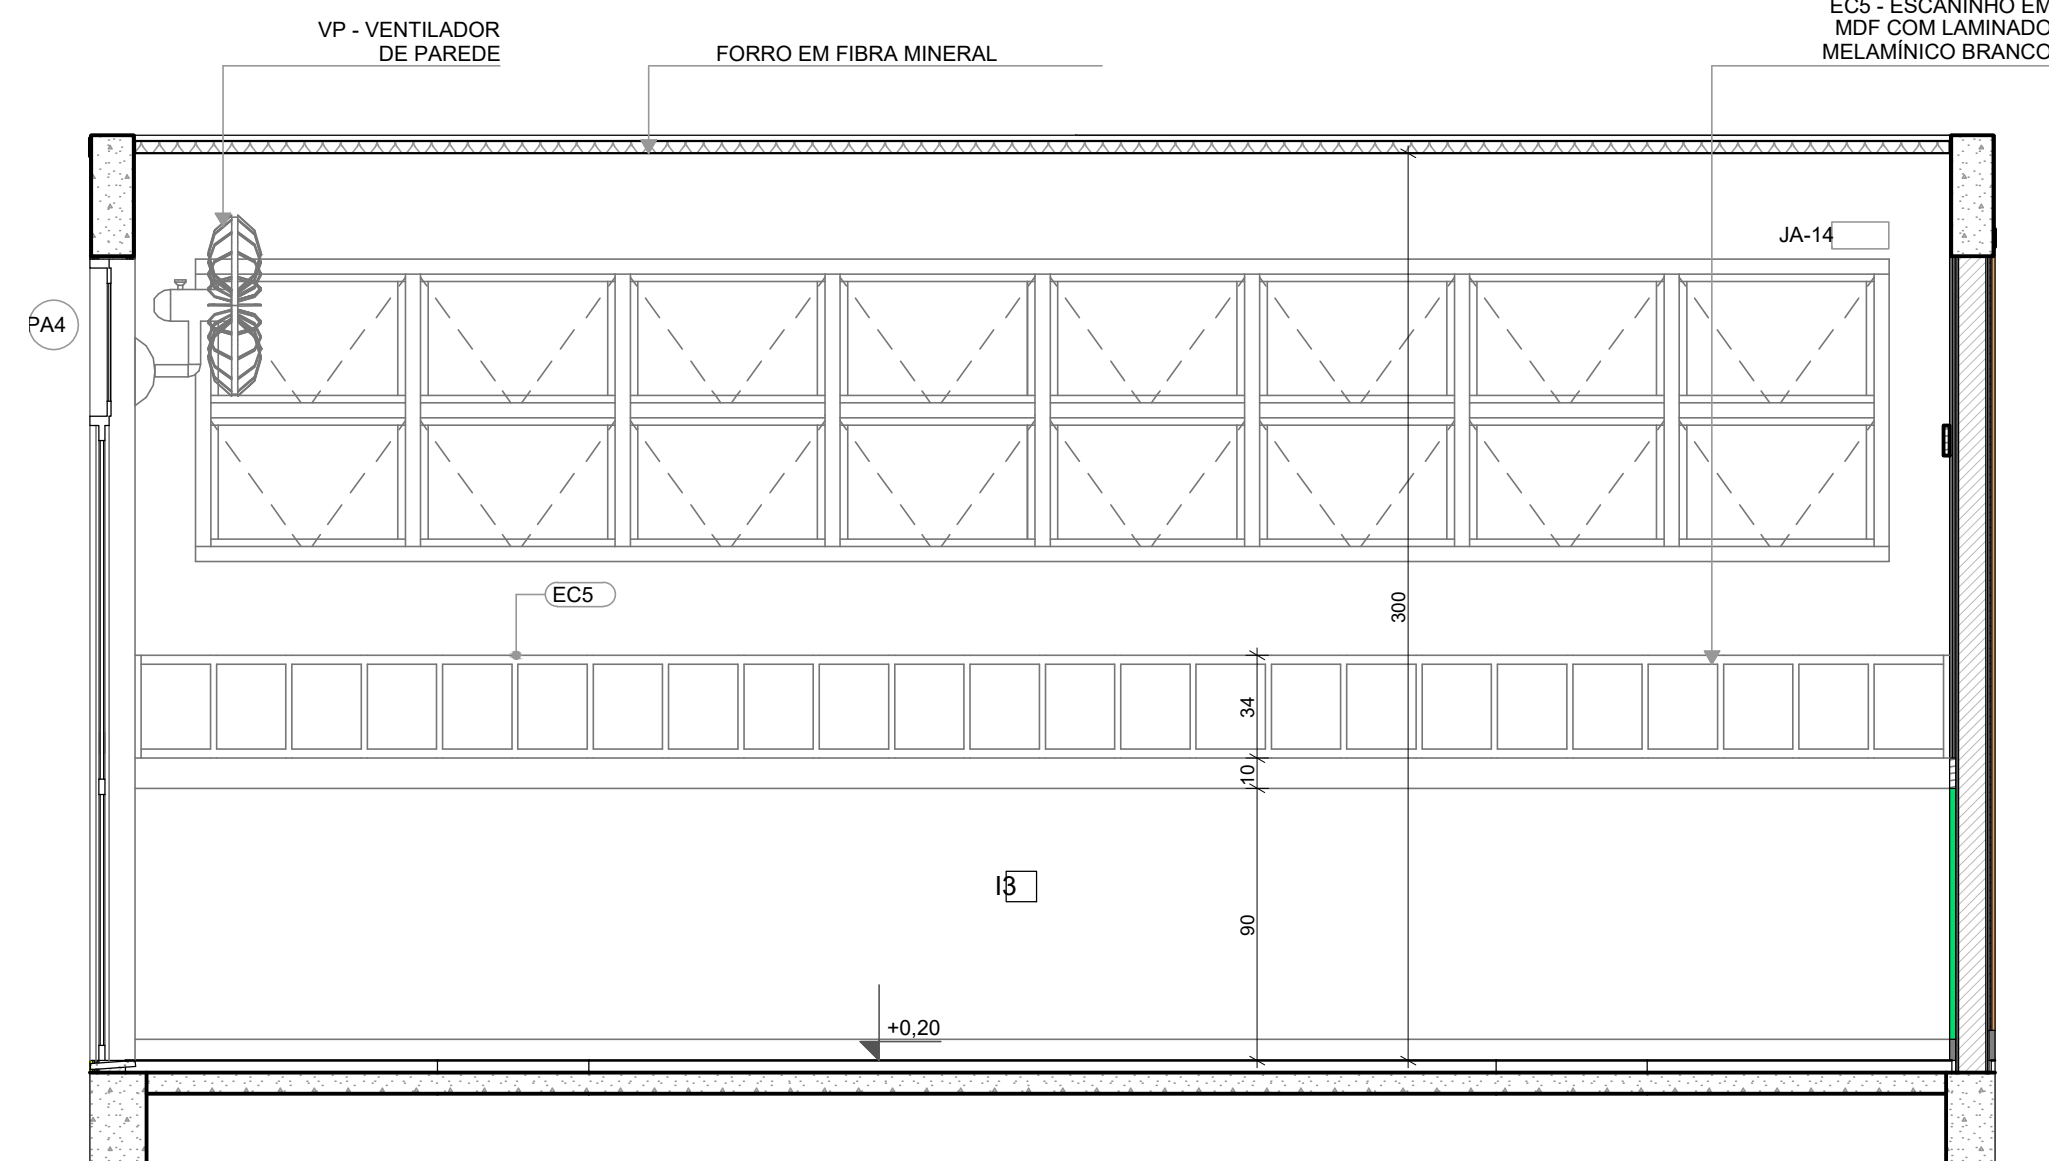 VP - VENTILADOR
DE PAREDE
FORRO EM FIBRA MINERAL
EC5 - ESCANINHO EM
MDF COM LAMINADO
MELAMÍNICO BRANCO
JA-14
PA4
EC5
300
34
10
I3
90
+0,20